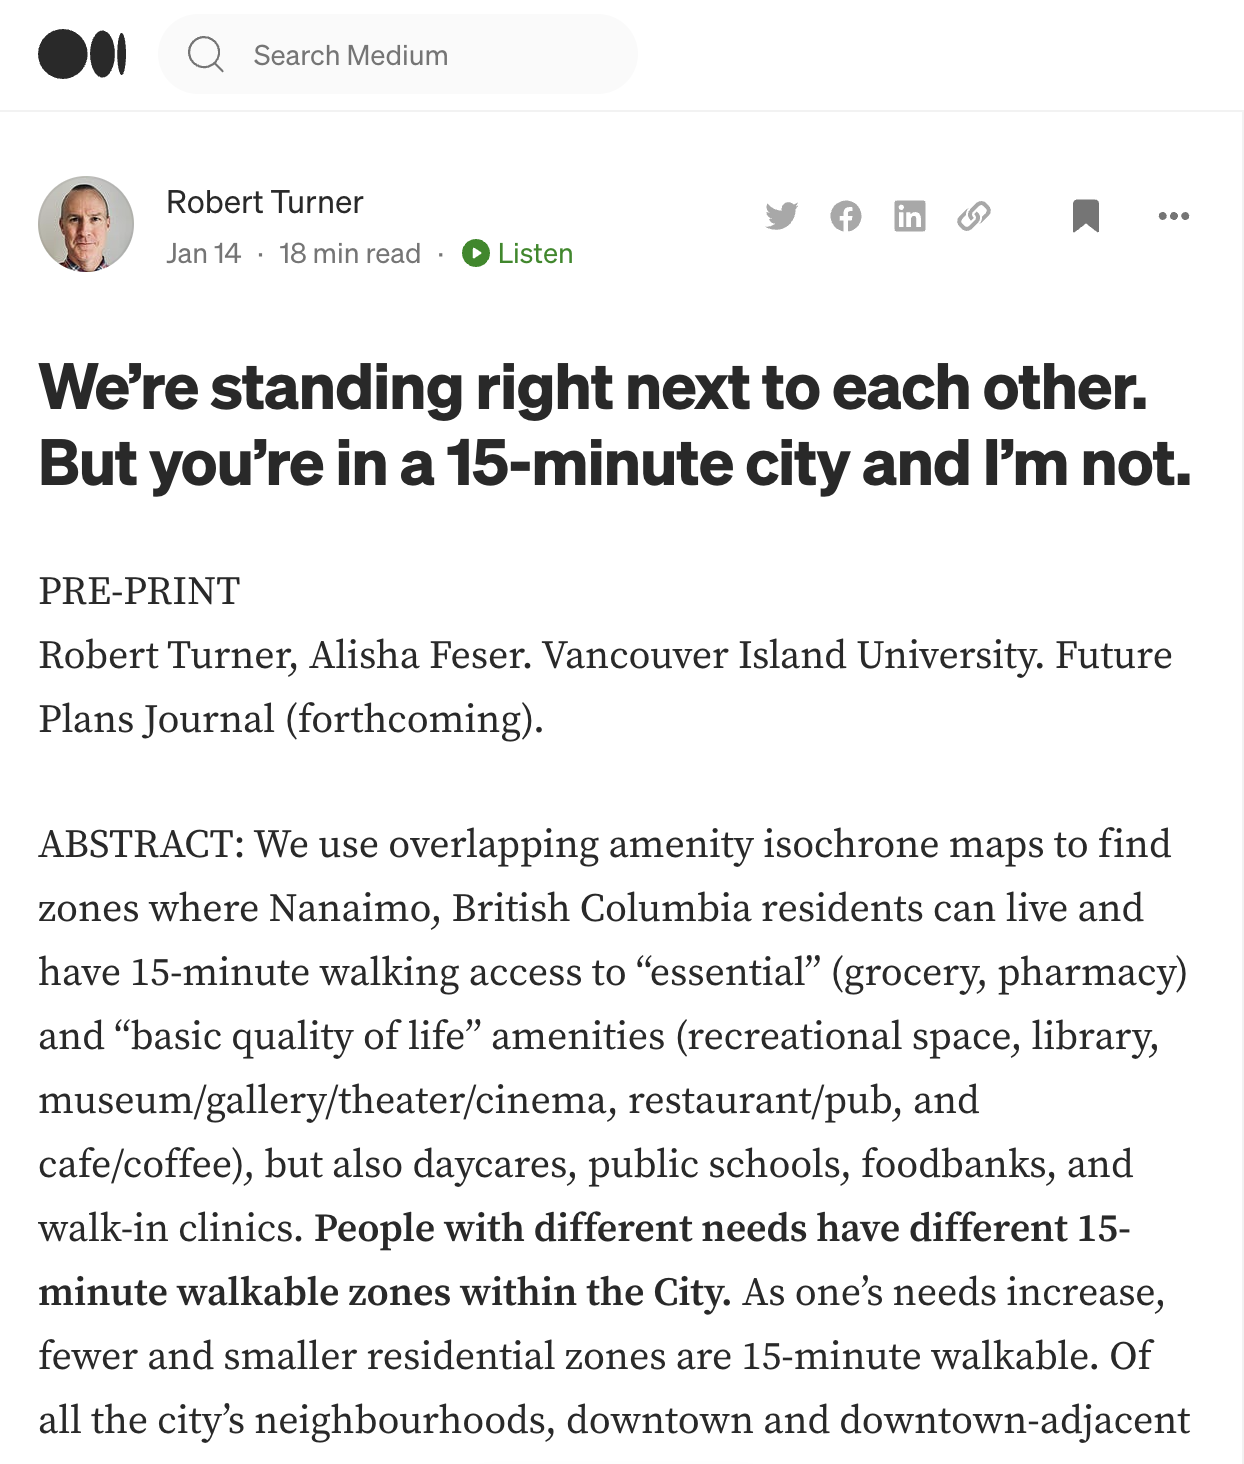 Search Medium
Robert Turner
Jan 14 · 18 min read · Listen
We’re standing right next to each other.
But you’re in a 15-minute city and I’m not.
PRE-PRINT
Robert Turner, Alisha Feser. Vancouver Island University. Future
Plans Journal (forthcoming).
ABSTRACT: We use overlapping amenity isochrone maps to find
zones where Nanaimo, British Columbia residents can live and
have 15-minute walking access to “essential” (grocery, pharmacy)
and “basic quality of life” amenities (recreational space, library,
museum/gallery/theater/cinema, restaurant/pub, and
cafe/coffee), but also daycares, public schools, foodbanks, and
walk-in clinics. People with different needs have different 15-
minute walkable zones within the City. As one’s needs increase,
fewer and smaller residential zones are 15-minute walkable. Of
all the city’s neighbourhoods, downtown and downtown-adjacent